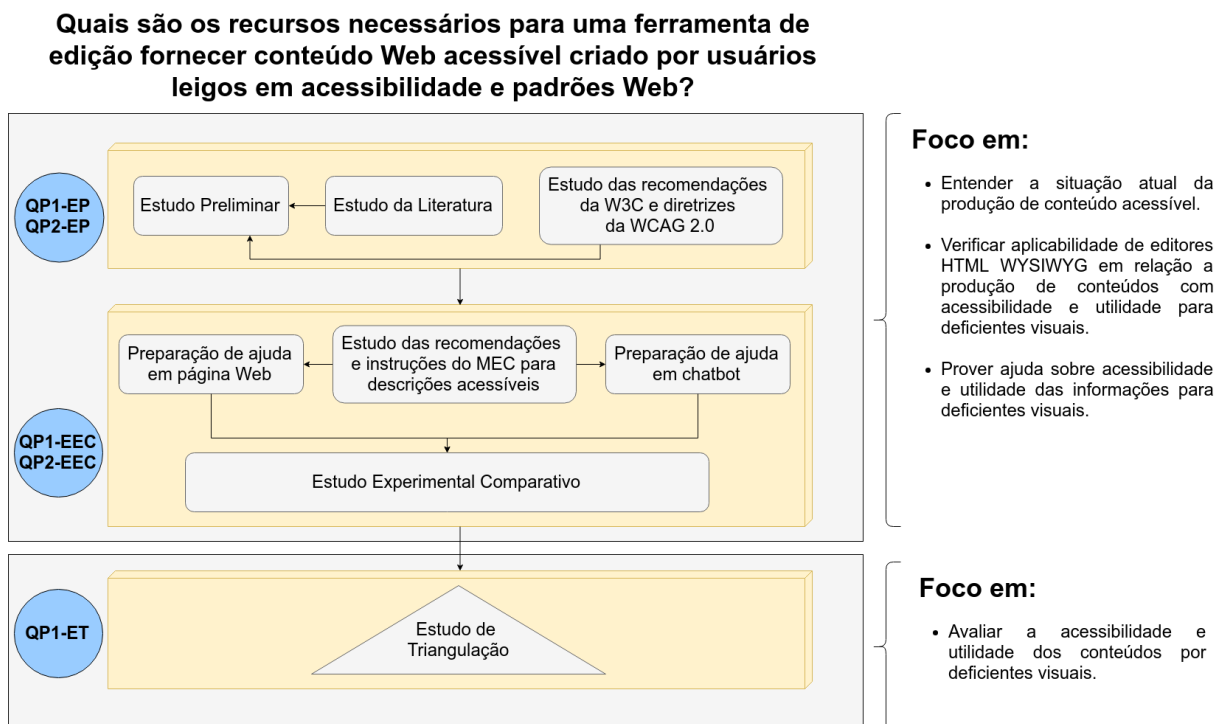 Quais são os recursos necessários para uma ferramenta de
edição fornecer conteúdo Web acessível criado por usuários
leigos em acessibilidade e padrões Web?
QP1-EP
QP2-EP
Estudo Preliminar
Estudo da Literatura
Estudo das recomendações
da W3C e diretrizes
da WCAG 2.0
Preparação de ajuda
em página Web
Estudo das recomendações
e instruções do MEC para
descrições acessíveis
Preparação de ajuda
em chatbot
QP1-EEC
QP2-EEC
Estudo Experimental Comparativo
Foco em:
• Entender a situação atual da
produção de conteúdo acessível.
• Verificar aplicabilidade de editores
HTML WYSIWYG em relação a
produção de conteúdos com
acessibilidade e utilidade para
deficientes visuais.
• Prover ajuda sobre acessibilidade
e utilidade das informações para
deficientes visuais.
QP1-ET
Estudo de
Triangulação
Foco em:
• Avaliar a acessibilidade e
utilidade dos conteúdos por
deficientes visuais.